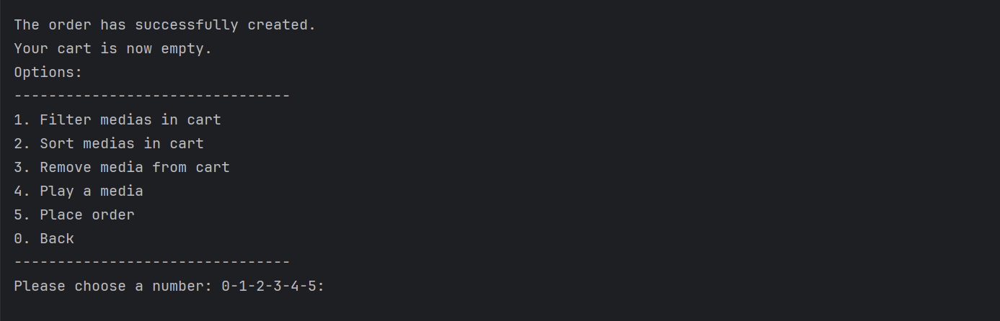 The order has successfully created.
Your cart is now empty.
Options:
--------------------------------
1. Filter medias in cart
2. Sort medias in cart
3. Remove media from cart
4. Play a media
5. Place order
0. Back
--------------------------------
Please choose a number: 0-1-2-3-4-5: